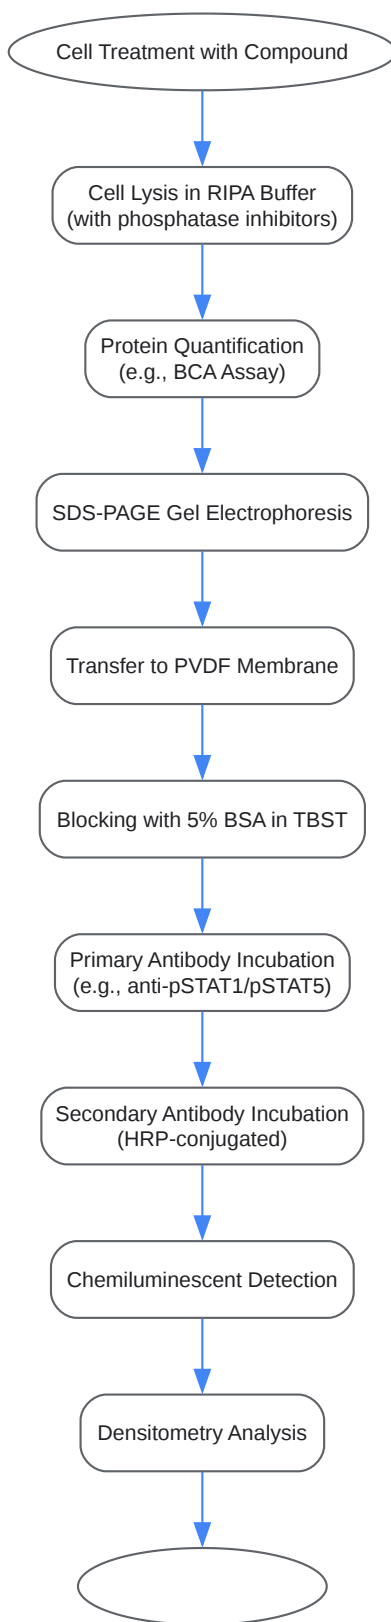 Cell Treatment with Compound
Cell Lysis in RIPA Buffer
(with phosphatase inhibitors)
Protein Quantification
(e.g., BCA Assay)
SDS-PAGE Gel Electrophoresis
Transfer to PVDF Membrane
Blocking with 5% BSA in TBST
Primary Antibody Incubation
(e.g., anti-pSTAT1/pSTAT5)
Secondary Antibody Incubation
(HRP-conjugated)
Chemiluminescent Detection
Densitometry Analysis